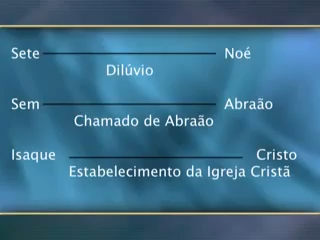 Sete Noé
Dilúvio
Sem Abraão
Chamado de Abraão
Isaque Cristo
Estabelecimento da Igreja Cristã